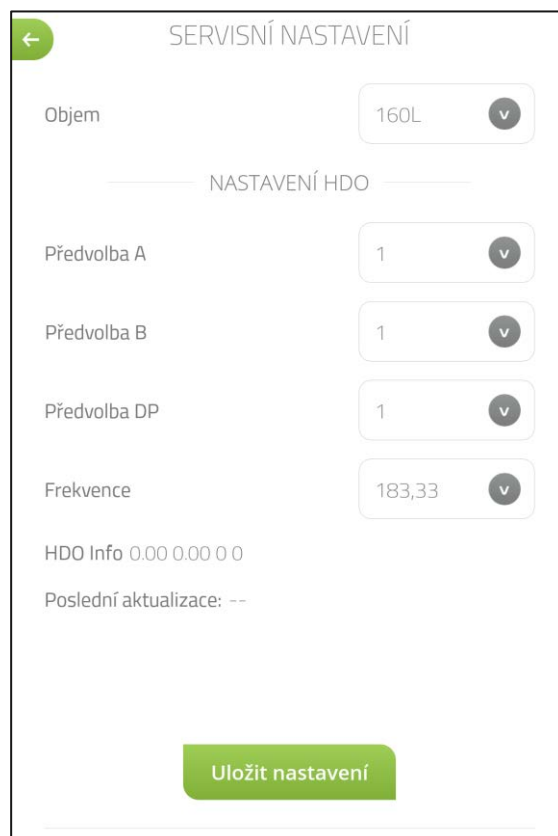 SERVISNÍ NASTAVENÍ
Objem 160L
NASTAVENÍ HDO
Předvolba A 1
Předvolba B 1
Předvolba DP 1
Frekvence 183,33
HDO Info 0.00 0.00 0 0
Poslední aktualizace: --
Uložit nastavení